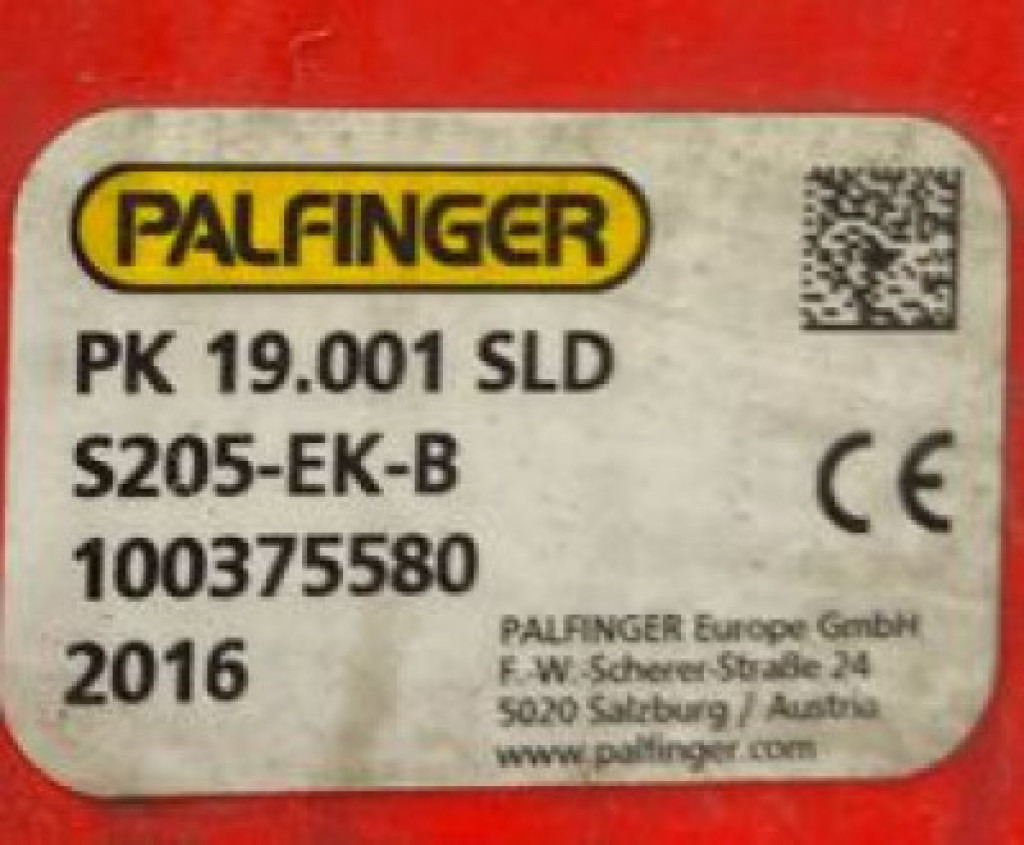 PALFINGER
PK 19.001 SLD
S205-EK-B
100375580
2016
CE
PALFINGER Europe GmbH
F.-W.-Scherer-Straße 24
5020 Salzburg / Austria
www.palfinger.com